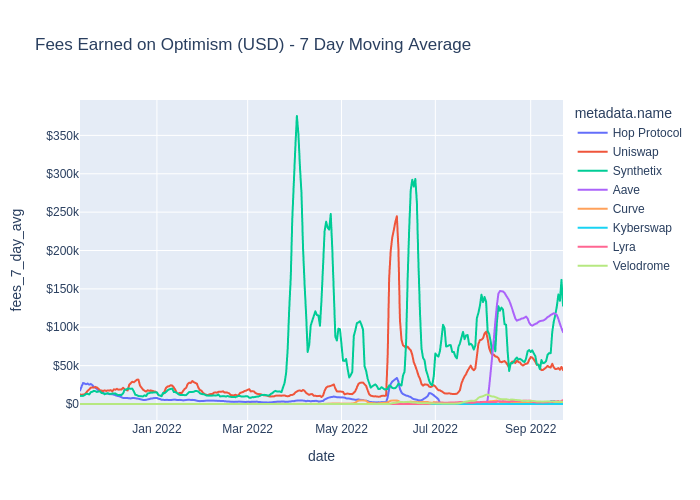 Fees Earned on Optimism (USD) - 7 Day Moving Average
metadata.name
Hop Protocol
Uniswap
Synthetix
Aave
Curve
Kyberswap
Lyra
Velodrome
fees_7_day_avg
$350k
$300k
$250k
$200k
$150k
$100k
$50k
$0
Jan 2022
Mar 2022
May 2022
Jul 2022
Sep 2022
date